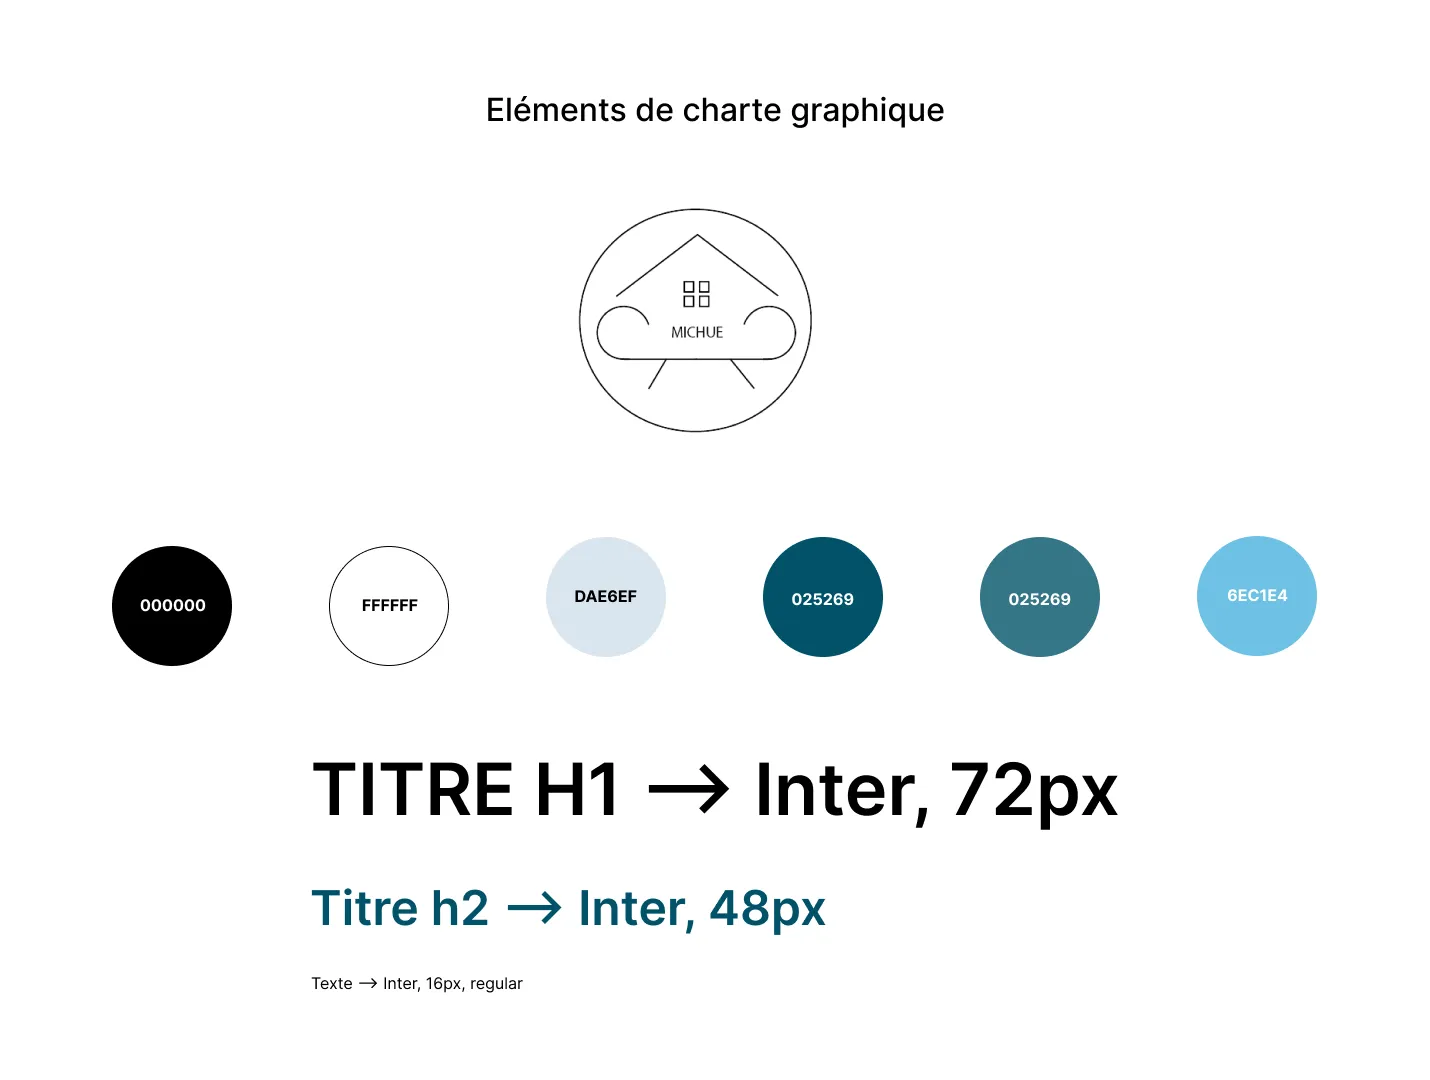 Eléments de charte graphique
MICHUE
000000
FFFFFF
DAE6EF
025269
025269
6EC1E4
TITRE H1 → Inter, 72px
Titre h2 → Inter, 48px
Texte → Inter, 16px, regular